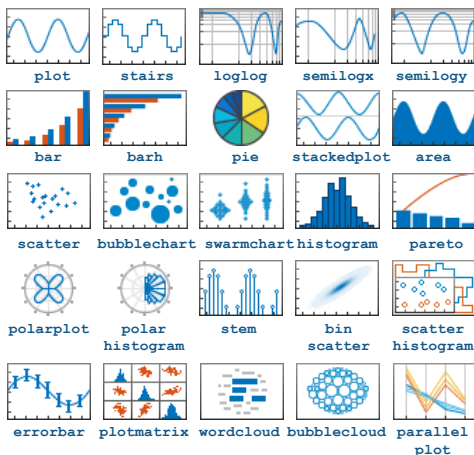 plot stairs loglog semilogx semilogy
bar barh pie stackedplot area
scatter bubblechart swarmchart histogram pareto
polarplot polar stem bin scatter
histogram scatter histogram
errorbar plotmatrix wordcloud bubblecloud parallel
plot